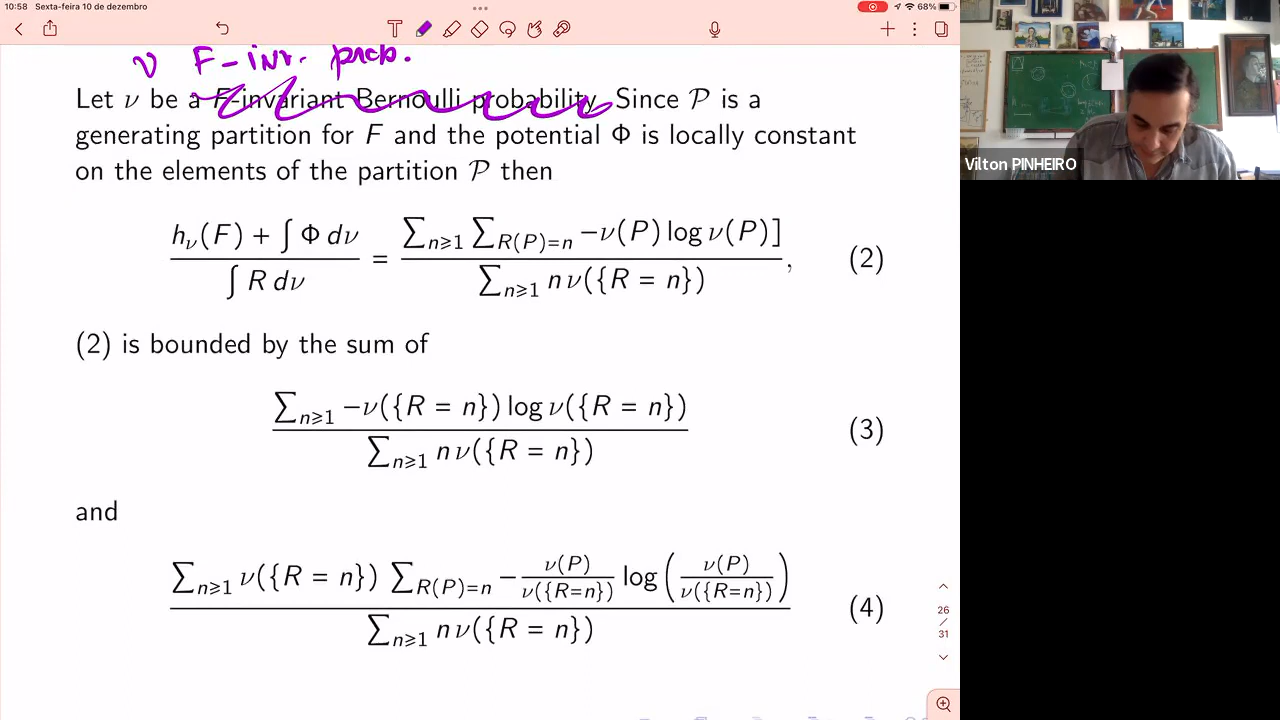 10:58 Sexta-feira 10 de dezembro
68%
ν F-inv. prob.
Let ν be a F-invariant Bernoulli probability. Since 𝒫 is a
generating partition for F and the potential Φ is locally constant
on the elements of the partition 𝒫 then
(h_ν(F) + ∫ Φ dν) / (∫ R dν) = (∑_{n⩾1} ∑_{R(P)=n} −ν(P) log ν(P)]) / (∑_{n⩾1} n ν({R = n})), (2)
(2) is bounded by the sum of
(∑_{n⩾1} −ν({R = n}) log ν({R = n})) / (∑_{n⩾1} n ν({R = n})) (3)
and
(∑_{n⩾1} ν({R = n}) ∑_{R(P)=n} − ν(P)/ν({R=n}) log (ν(P)/ν({R=n}))) / (∑_{n⩾1} n ν({R = n})) (4)
26
/
31
Vilton PINHEIRO